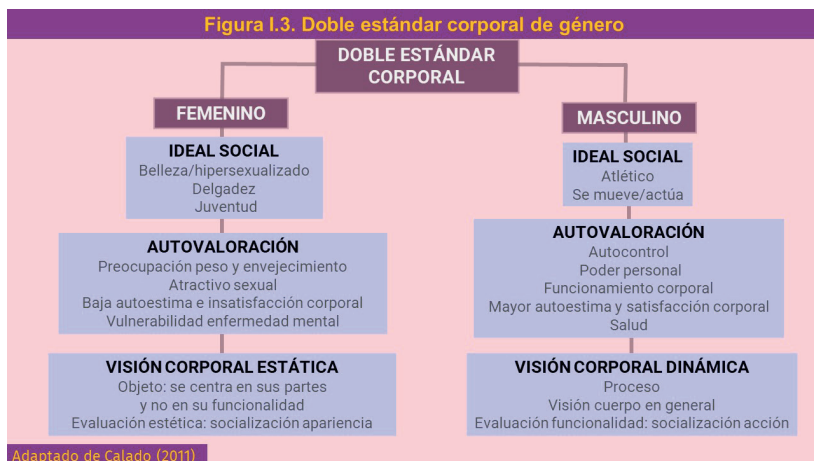 Figura I.3. Doble estándar corporal de género
DOBLE ESTÁNDAR
CORPORAL
FEMENINO
IDEAL SOCIAL
Belleza/hipersexualizado
Delgadez
Juventud
AUTOVALORACIÓN
Preocupación peso y envejecimiento
Atractivo sexual
Baja autoestima e insatisfacción corporal
Vulnerabilidad enfermedad mental
VISIÓN CORPORAL ESTÁTICA
Objeto: se centra en sus partes
y no en su funcionalidad
Evaluación estética: socialización apariencia
MASCULINO
IDEAL SOCIAL
Atlético
Se mueve/actúa
AUTOVALORACIÓN
Autocontrol
Poder personal
Funcionamiento corporal
Mayor autoestima y satisfacción corporal
Salud
VISIÓN CORPORAL DINÁMICA
Proceso
Visión cuerpo en general
Evaluación funcionalidad: socialización acción
Adaptado de Calado (2011)